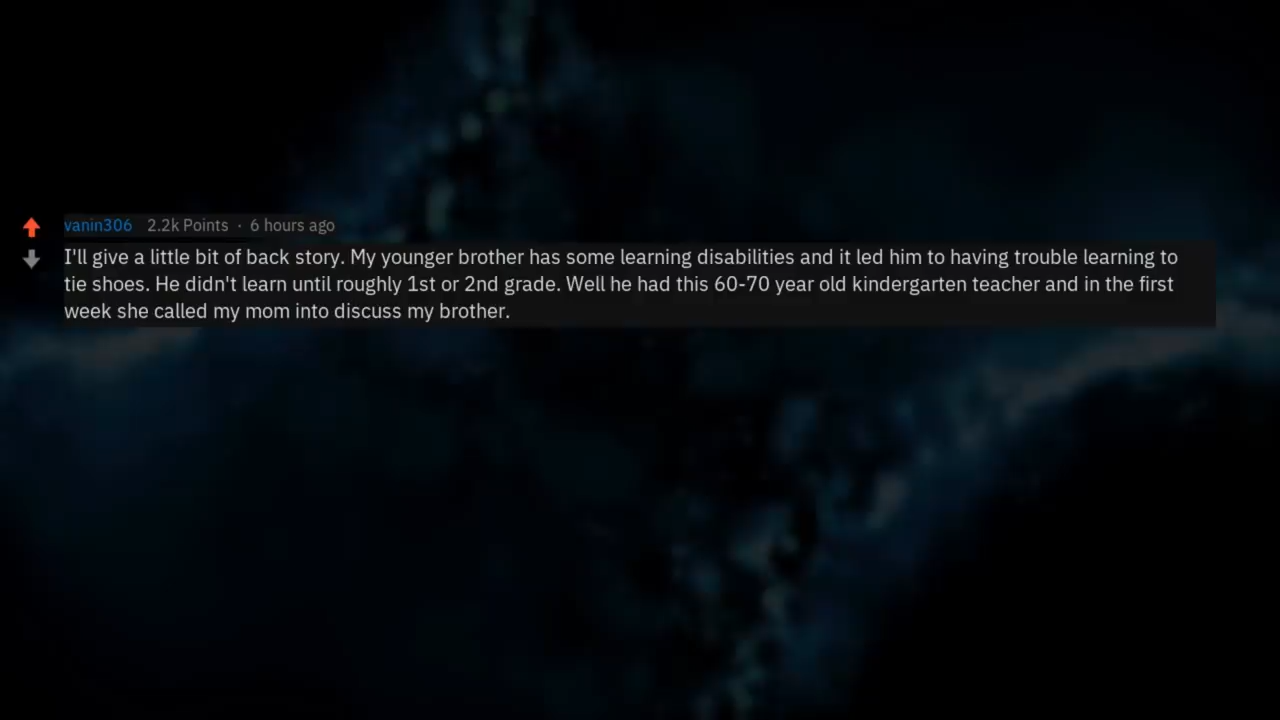 vanin306 2.2k Points · 6 hours ago
I'll give a little bit of back story. My younger brother has some learning disabilities and it led him to having trouble learning to
tie shoes. He didn't learn until roughly 1st or 2nd grade. Well he had this 60-70 year old kindergarten teacher and in the first
week she called my mom into discuss my brother.